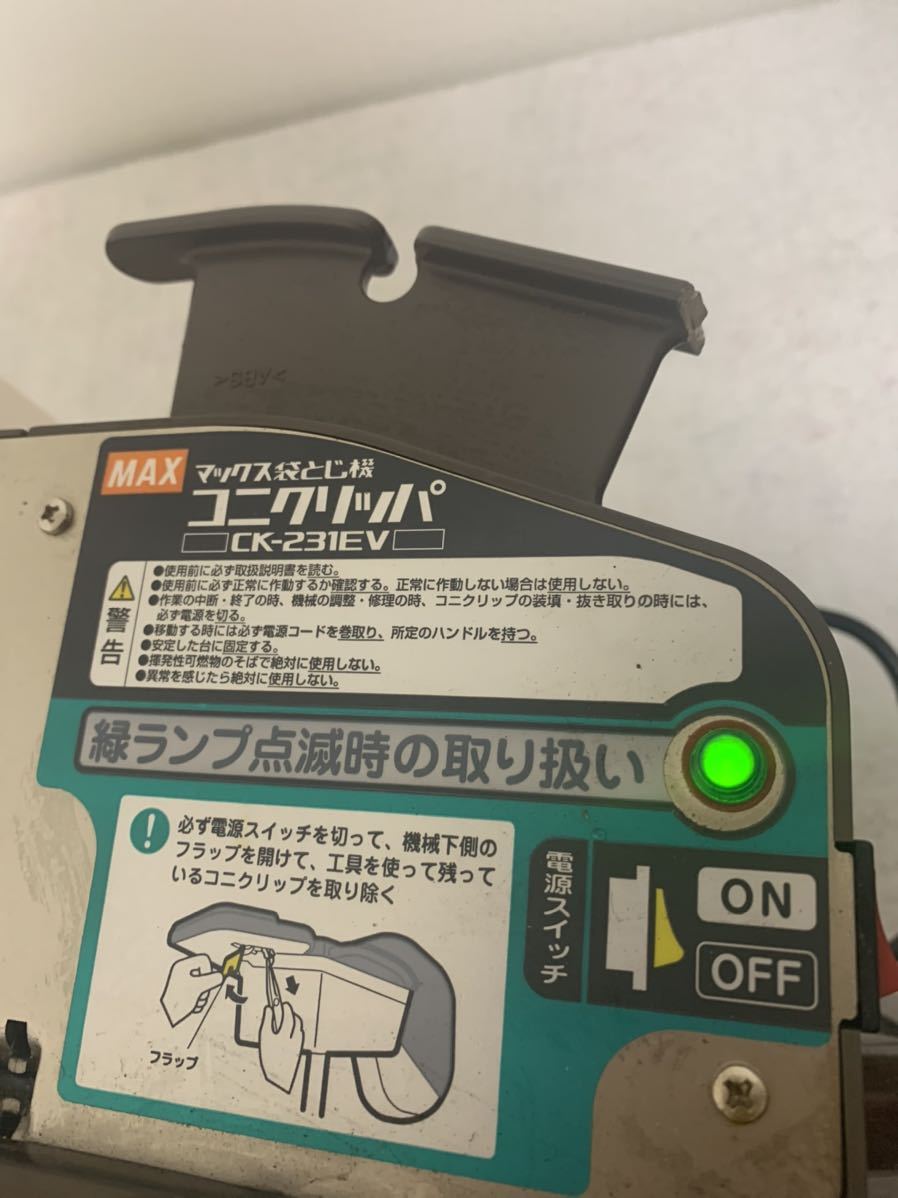 >ABS<
MAX マックス袋とじ機
コニクリッパ
CK-231EV
警告
●使用前に必ず取扱説明書を読む。
●使用前に必ず正常に作動するか確認する。正常に作動しない場合は使用しない。
●作業の中断・終了の時、機械の調整・修理の時、コニクリップの装填・抜き取りの時には、
必ず電源を切る。
●移動する時には必ず電源コードを巻取り、所定のハンドルを持つ。
●安定した台に固定する。
●揮発性可燃物のそばで絶対に使用しない。
●異常を感じたら絶対に使用しない。
緑ランプ点滅時の取り扱い
必ず電源スイッチを切って、機械下側の
フラップを開けて、工具を使って残って
いるコニクリップを取り除く
フラップ
電源スイッチ
ON
OFF